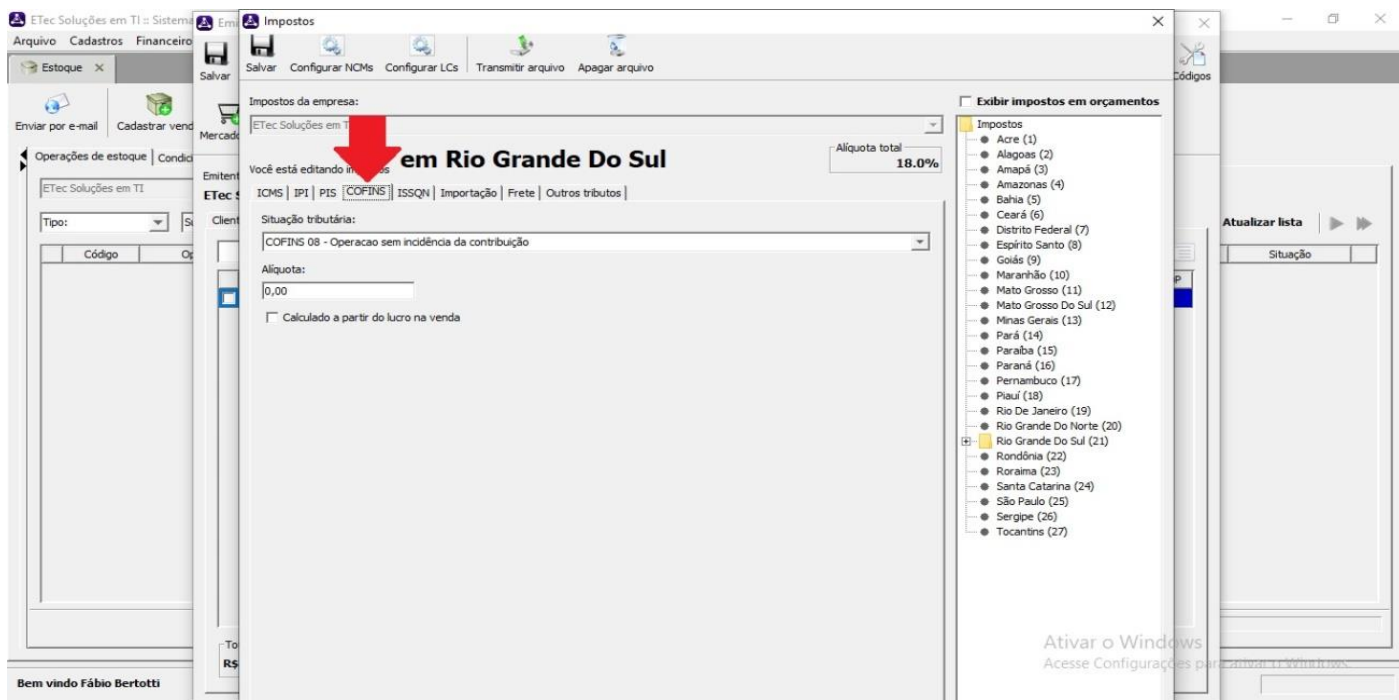 ETec Soluções em TI :: Sistema
Arquivo Cadastros Financeiro
Estoque
Enviar por e-mail
Cadastrar vend
Operações de estoque
ETec Soluções em TI
Tipo:
Código
Bem vindo Fábio Bertotti
Salvar
ETec
Client
R$
Impostos
Salvar
Configurar NCMs
Configurar LCs
Transmitir arquivo
Apagar arquivo
Impostos da empresa:
ETec Soluções em
Você está editando
em Rio Grande Do Sul
Alíquota total
18.0%
ICMS
IPI
PIS
COFINS
ISSQN
Importação
Frete
Outros tributos
Situação tributária:
COFINS 08 - Operacao sem incidência da contribuição
Alíquota:
0,00
Calculado a partir do lucro na venda
Exibir impostos em orçamentos
Impostos
Acre (1)
Alagoas (2)
Amapá (3)
Amazonas (4)
Bahia (5)
Ceará (6)
Distrito Federal (7)
Espírito Santo (8)
Goiás (9)
Maranhão (10)
Mato Grosso (11)
Mato Grosso Do Sul (12)
Minas Gerais (13)
Pará (14)
Paraíba (15)
Paraná (16)
Pernambuco (17)
Piauí (18)
Rio De Janeiro (19)
Rio Grande Do Norte (20)
Rio Grande Do Sul (21)
Rondônia (22)
Roraima (23)
Santa Catarina (24)
São Paulo (25)
Sergipe (26)
Tocantins (27)
Códigos
Atualizar lista
Situação
Ativar o Windows
Acesse Configurações para ativar o Windows.